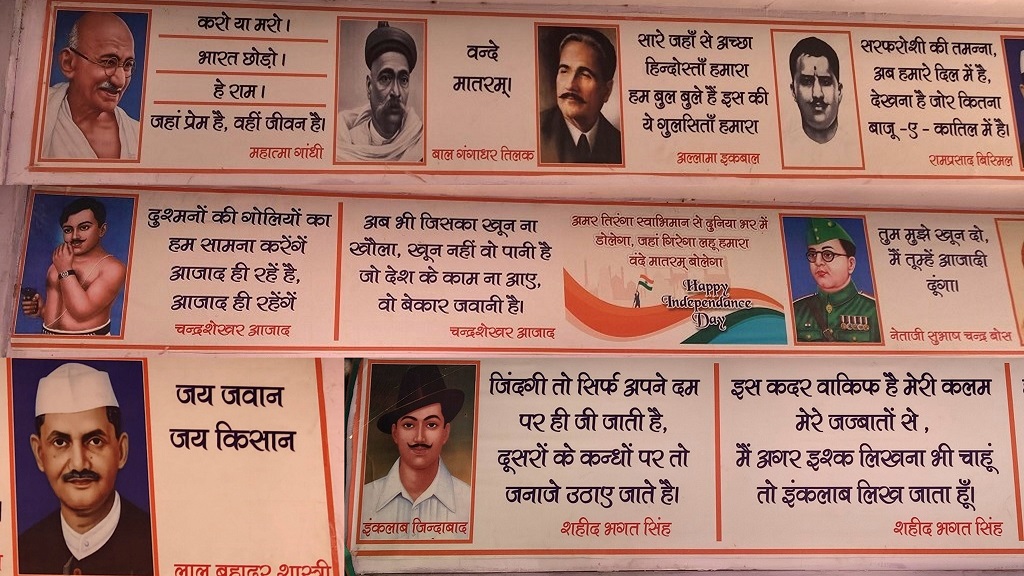 करो या मरो।
भारत छोड़ो।
हे राम।
जहां प्रेम है, वहीं जीवन है।
महात्मा गांधी
वन्दे
मातरम्।
बाल गंगाधर तिलक
सारे जहाँ से अच्छा
हिन्दोस्ताँ हमारा
हम बुल बुले हैं इस की
ये गुलसिताँ हमारा
अल्लामा इकबाल
सरफरोशी की तमन्ना,
अब हमारे दिल में है,
देखना है जोर कितना
बाजू -ए - कातिल में है।
रामप्रसाद बिस्मिल
दुश्मनों की गोलियों का
हम सामना करेंगें
आजाद ही रहें है,
आजाद ही रहेंगें
चन्द्रशेखर आजाद
अब भी जिसका खून ना
खौला, खून नहीं वो पानी है
जो देश के काम ना आए,
वो बेकार जवानी है।
चन्द्रशेखर आजाद
अमर तिरंगा स्वाभिमान से दुनिया भर में
डोलेगा, जहां गिरेगा लहू हमारा
वंदे मातरम् बोलेगा
Happy
Independance
Day
तुम मुझे खून दो,
मैं तूम्हें आजादी
दूंगा।
नेताजी सुभाष चन्द्र बोस
जय जवान
जय किसान
लाल बहादुर शास्त्री
इंकलाब जिन्दाबाद
जिंदगी तो सिर्फ अपने दम
पर ही जी जाती है,
दूसरों के कन्धों पर तो
जनाजे उठाए जाते है।
शहीद भगत सिंह
इस कदर वाकिफ है मेरी कलम
मेरे जज्बातों से,
मैं अगर इश्क लिखना भी चाहूं
तो इंकलाब लिख जाता हूँ।
शहीद भगत सिंह